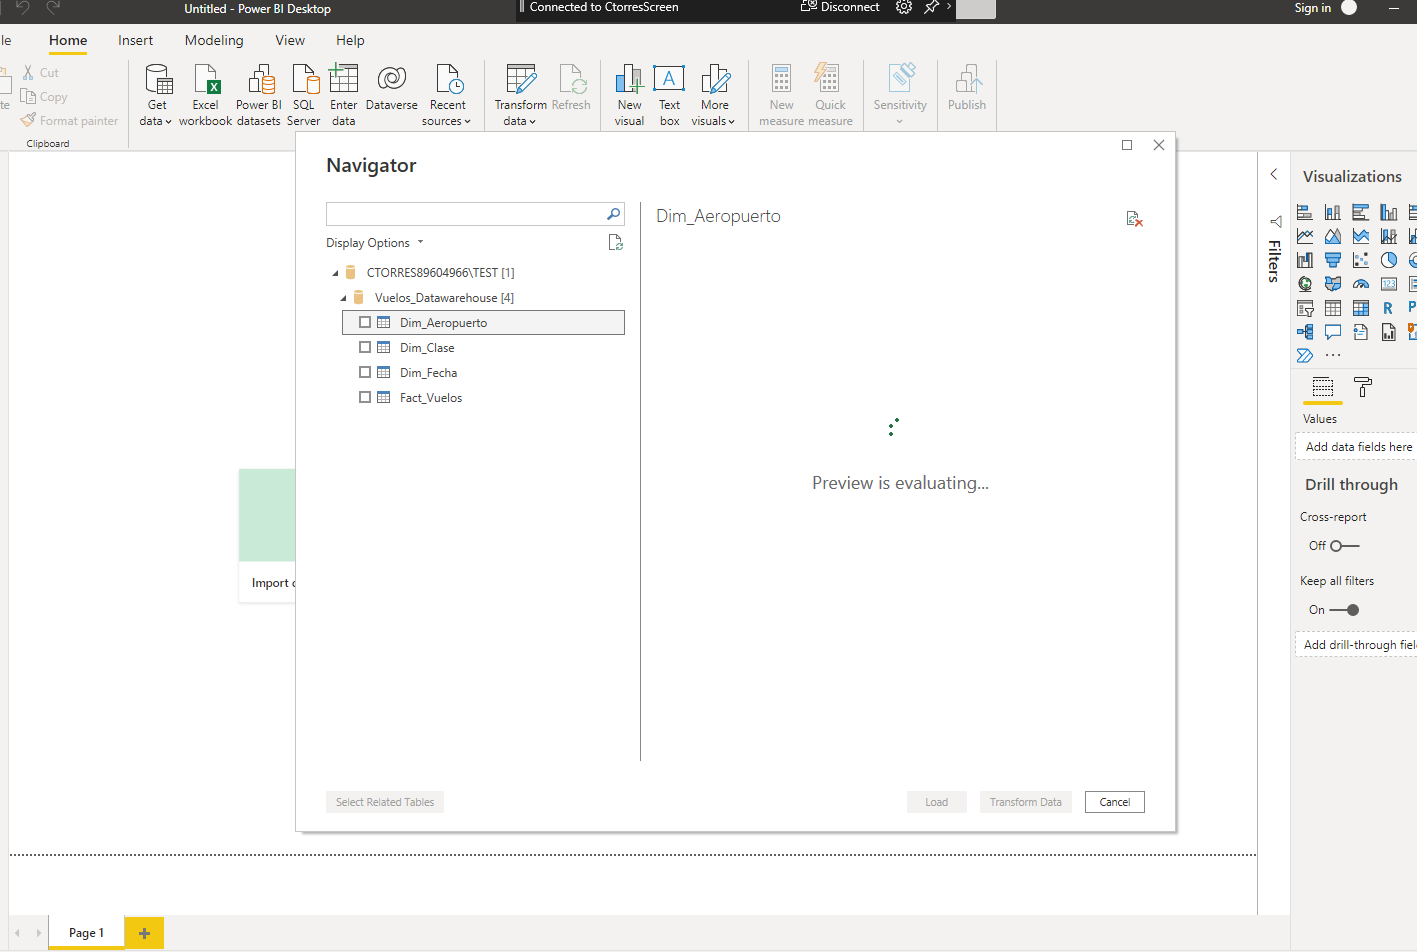 Untitled - Power BI Desktop
Connected to CtorresScreen
Disconnect
Sign in
Home
Insert
Modeling
View
Help
Cut
Copy
Format painter
Clipboard
Get data
Excel workbook
Power BI datasets
SQL Server
Enter data
Dataverse
Recent sources
Transform data
Refresh
New visual
Text box
More visuals
New measure
Quick measure
Sensitivity
Publish
Navigator
Display Options
CTORRES89604966\TEST [1]
Vuelos_Datawarehouse [4]
Dim_Aeropuerto
Dim_Clase
Dim_Fecha
Fact_Vuelos
Dim_Aeropuerto
Preview is evaluating...
Select Related Tables
Load
Transform Data
Cancel
Import
Filters
Visualizations
Values
Add data fields here
Drill through
Cross-report
Off
Keep all filters
On
Add drill-through fiel
Page 1